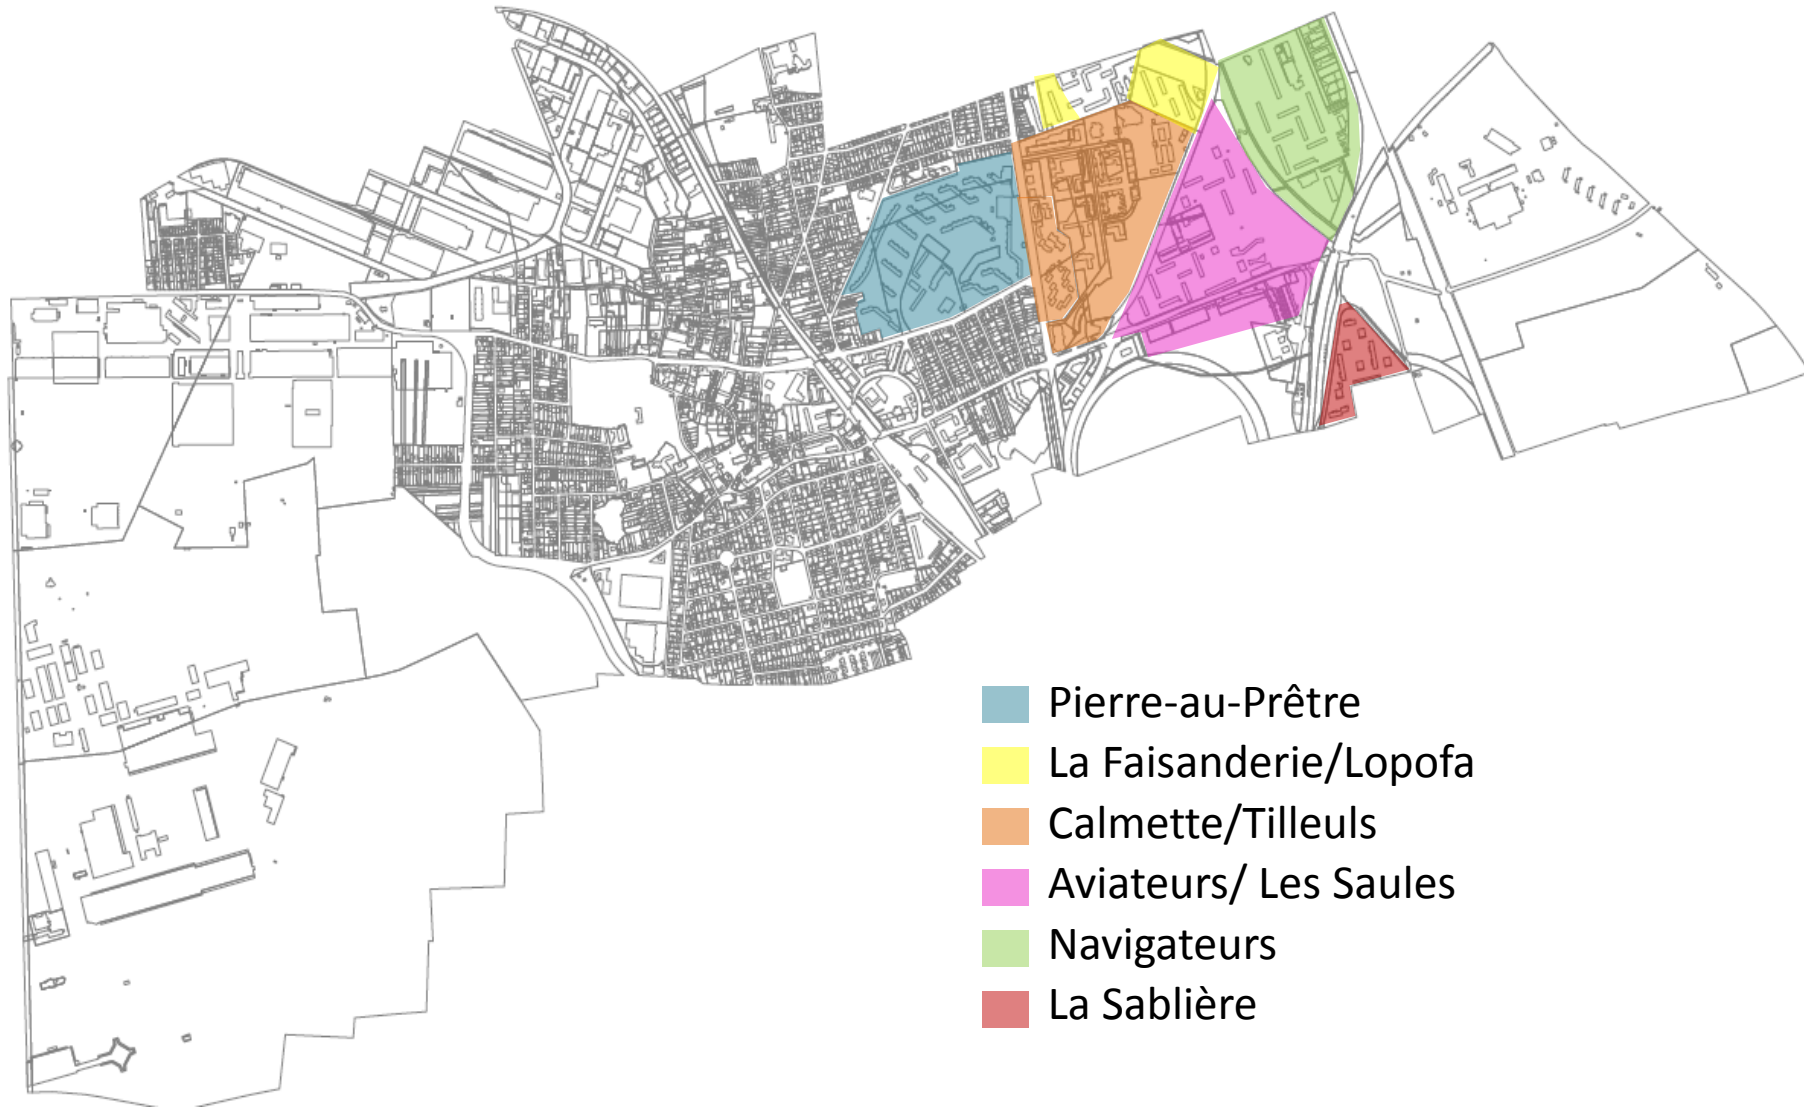 Pierre-au-Prêtre
La Faisanderie/Lopofa
Calmette/Tilleuls
Aviateurs/ Les Saules
Navigateurs
La Sablière